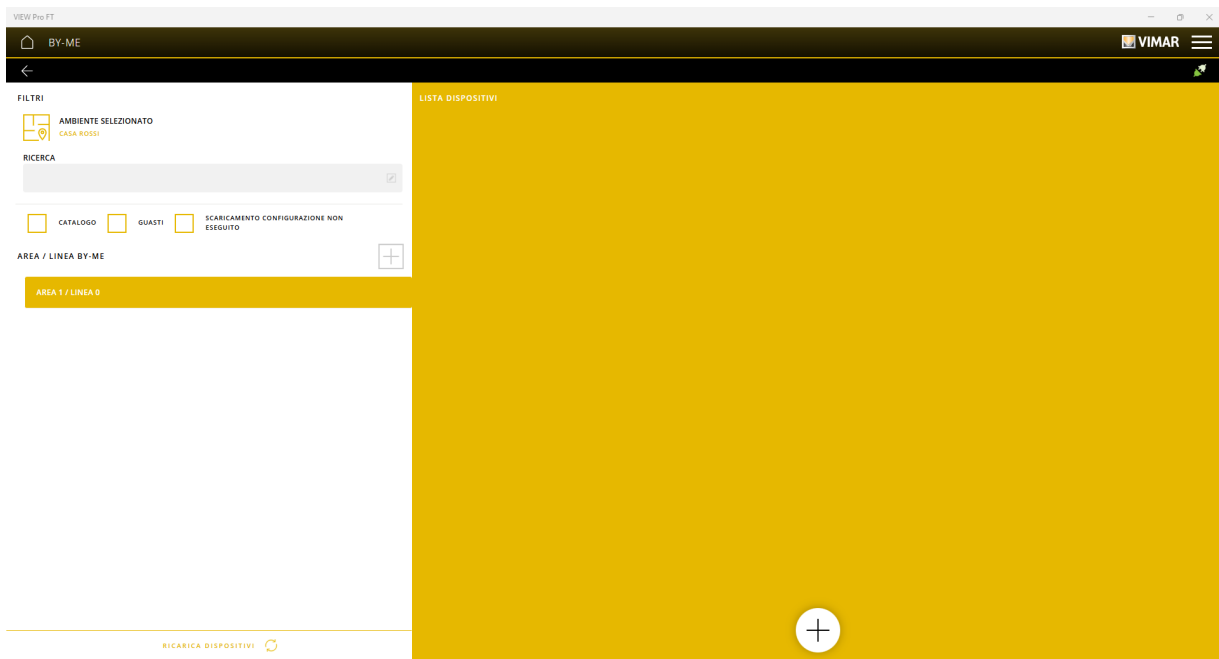 VIEW Pro FT
BY-ME
VIMAR
FILTRI
AMBIENTE SELEZIONATO
CASA ROSSI
RICERCA
CATALOGO
GUASTI
SCARICAMENTO CONFIGURAZIONE NON
ESEGUITO
AREA / LINEA BY-ME
AREA 1 / LINEA 0
RICARICA DISPOSITIVI
LISTA DISPOSITIVI